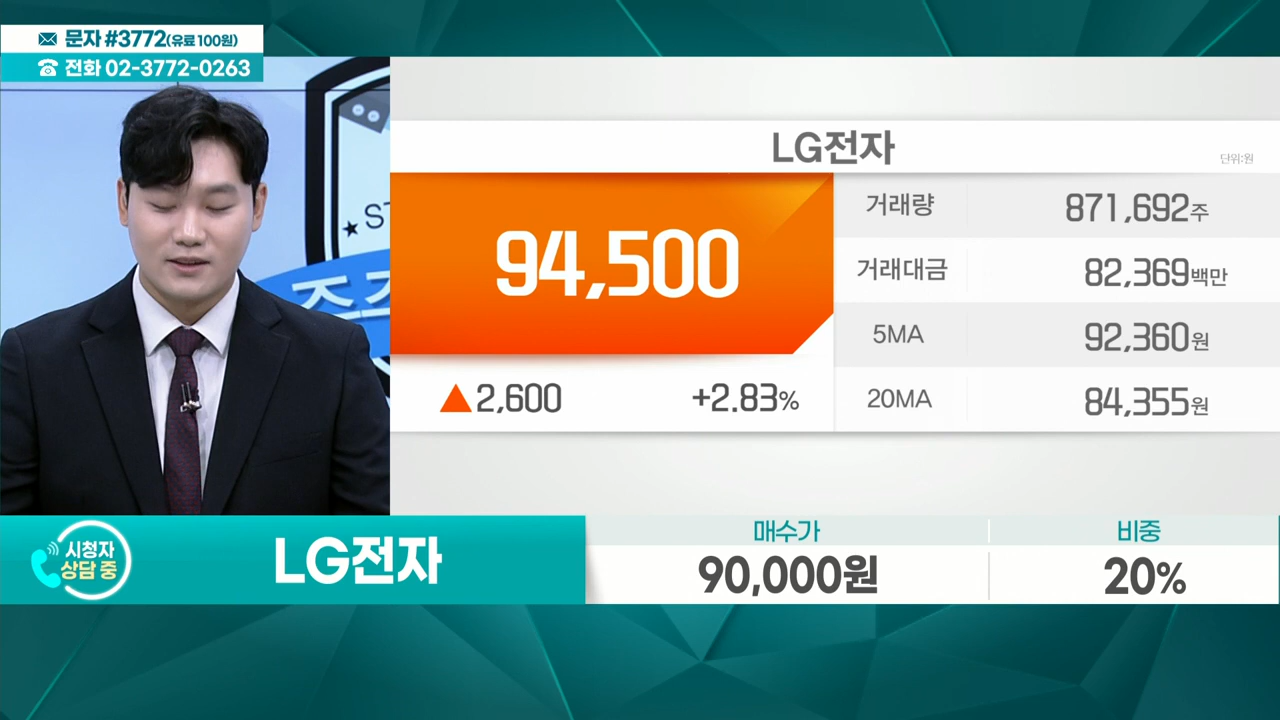 문자 #3772(유료100원)
전화 02-3772-0263
LG전자
단위:원
94,500
▲2,600 +2.83%
거래량 871,692주
거래대금 82,369백만
5MA 92,360원
20MA 84,355원
시청자
상담 중
LG전자
매수가 비중
90,000원 20%